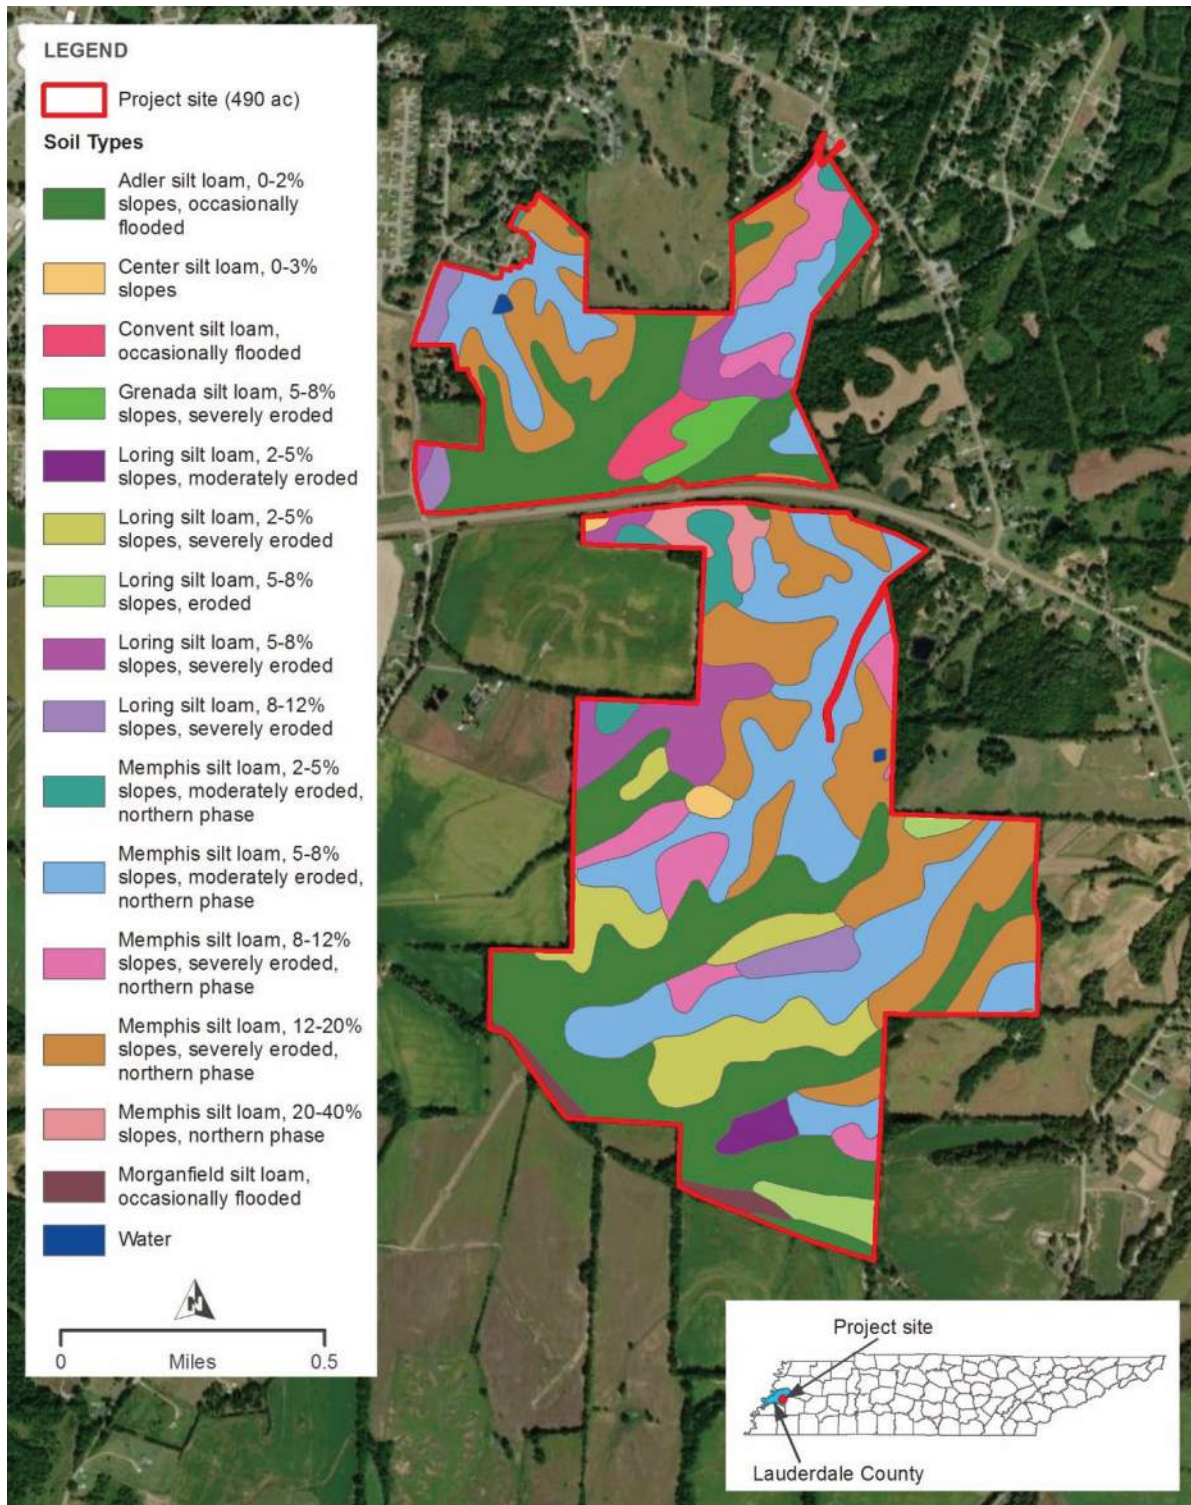 LEGEND
Project site (490 ac)
Soil Types
Adler silt loam, 0-2%
slopes, occasionally
flooded
Center silt loam, 0-3%
slopes
Convent silt loam,
occasionally flooded
Grenada silt loam, 5-8%
slopes, severely eroded
Loring silt loam, 2-5%
slopes, moderately eroded
Loring silt loam, 2-5%
slopes, severely eroded
Loring silt loam, 5-8%
slopes, eroded
Loring silt loam, 5-8%
slopes, severely eroded
Loring silt loam, 8-12%
slopes, severely eroded
Memphis silt loam, 2-5%
slopes, moderately eroded,
northern phase
Memphis silt loam, 5-8%
slopes, moderately eroded,
northern phase
Memphis silt loam, 8-12%
slopes, severely eroded,
northern phase
Memphis silt loam, 12-20%
slopes, severely eroded,
northern phase
Memphis silt loam, 20-40%
slopes, northern phase
Morganfield silt loam,
occasionally flooded
Water
N
0 Miles 0.5
Project site
Lauderdale County